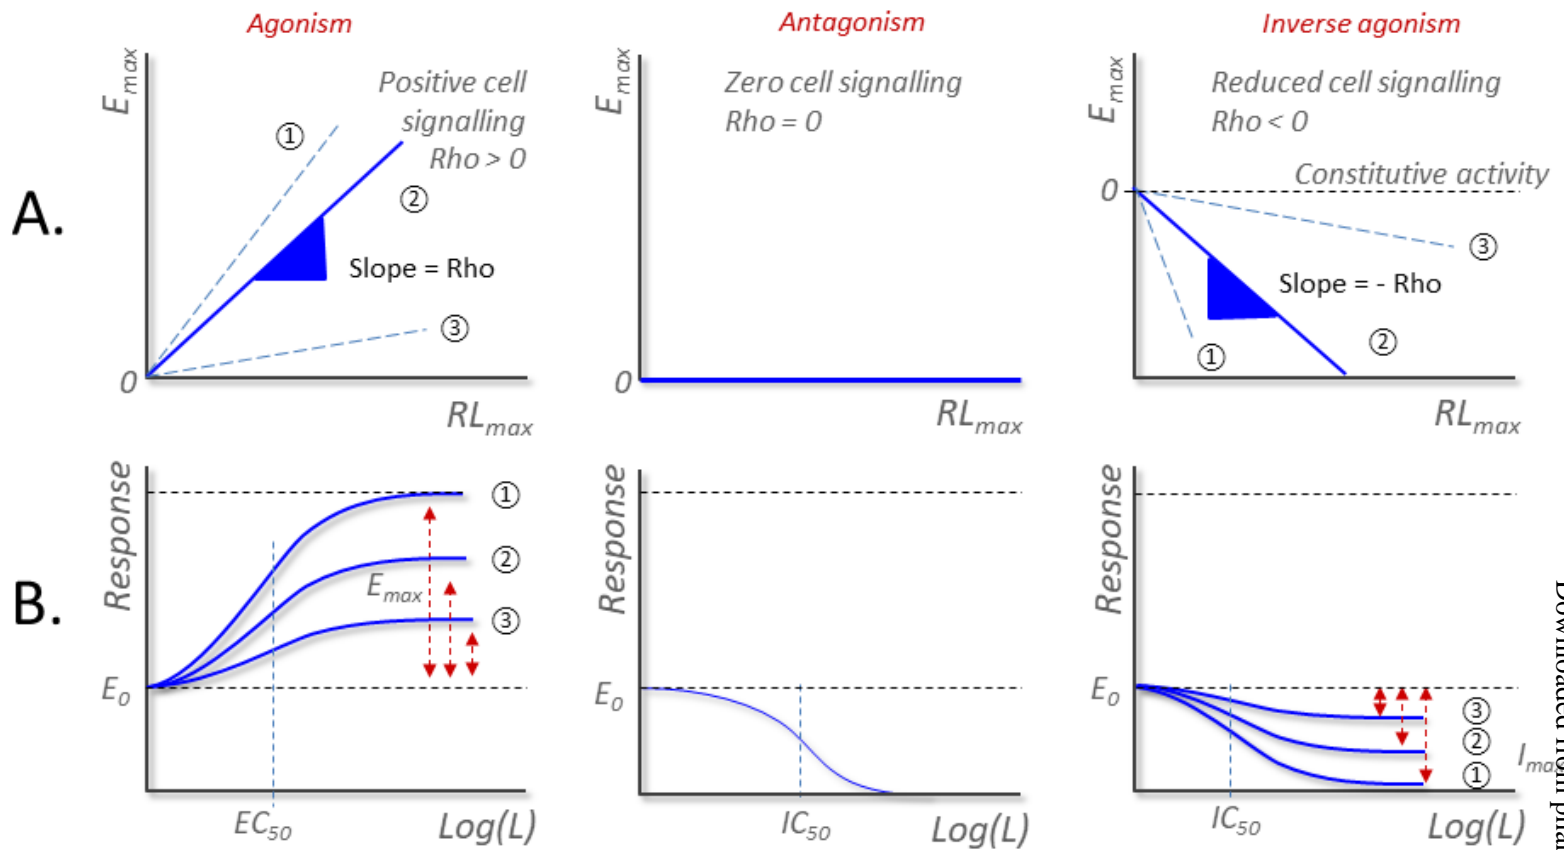 Agonism
Antagonism
Inverse agonism
A.
Emax
Positive cell
signalling
Rho > 0
①
②
Slope = Rho
③
0
RLmax
Emax
Zero cell signalling
Rho = 0
0
RLmax
Emax
Reduced cell signalling
Rho < 0
Constitutive activity
0
③
Slope = - Rho
②
①
RLmax
B.
Response
①
②
Emax
③
E0
EC50
Log(L)
Response
E0
IC50
Log(L)
Response
E0
③
②
①
Imax
IC50
Log(L)
Downloaded from